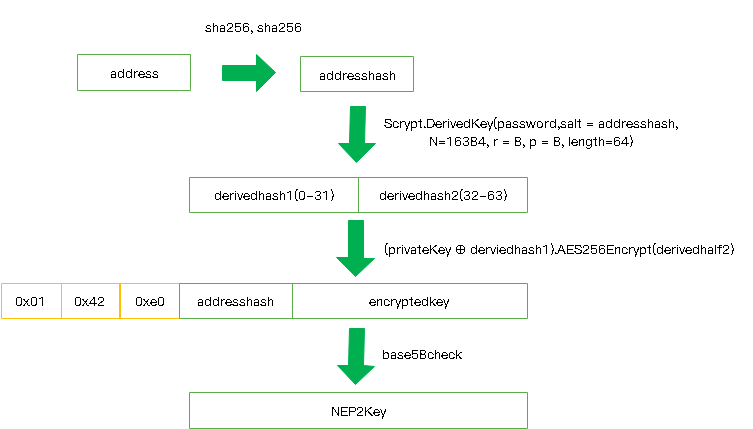 sha256, sha256
address
addresshash
Scrypt.DerivedKey(password,salt = addresshash,
N=16384, r = 8, p = 8, length=64)
derivedhash1(0-31)
derivedhash2(32-63)
(privateKey ⊕ derviedhash1).AES256Encrypt(derivedhalf2)
0x01
0x42
0xe0
addresshash
encryptedkey
base58check
NEP2Key